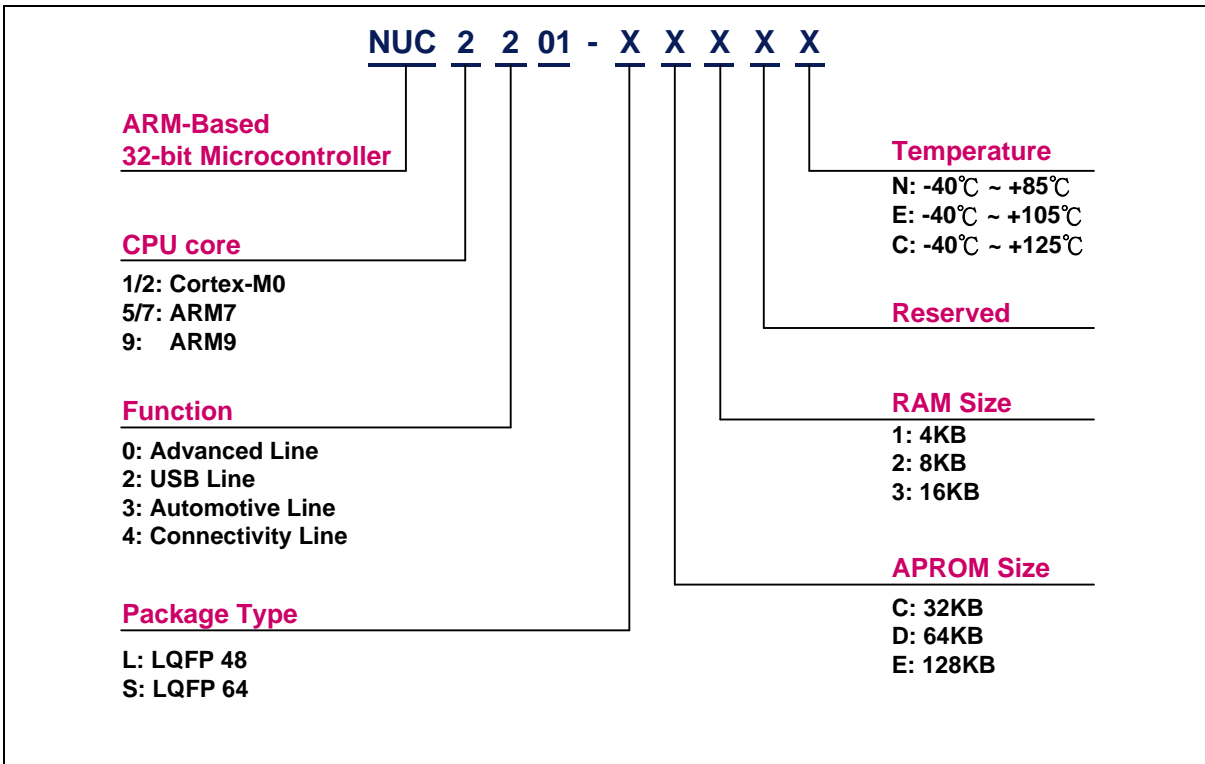 NUC 2 2 01 - X X X X X
ARM-Based
32-bit Microcontroller
CPU core
1/2: Cortex-M0
5/7: ARM7
9: ARM9
Function
0: Advanced Line
2: USB Line
3: Automotive Line
4: Connectivity Line
Package Type
L: LQFP 48
S: LQFP 64
Temperature
N: -40℃ ~ +85℃
E: -40℃ ~ +105℃
C: -40℃ ~ +125℃
Reserved
RAM Size
1: 4KB
2: 8KB
3: 16KB
APROM Size
C: 32KB
D: 64KB
E: 128KB